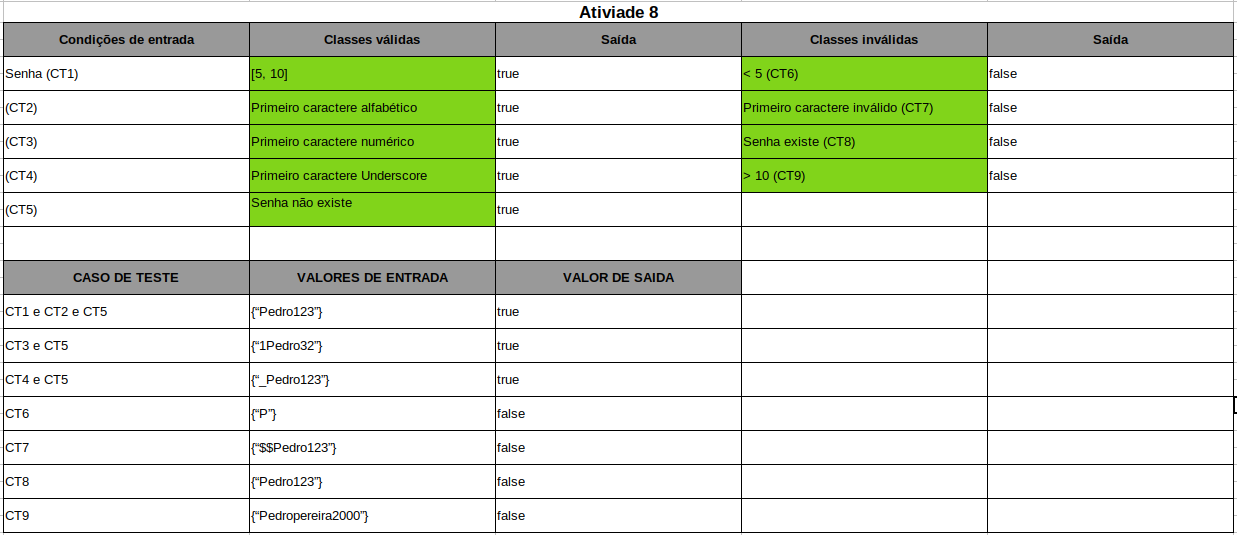 Ativiade 8
Condições de entrada Classes válidas Saída Classes inválidas Saída
Senha (CT1) [5, 10] true < 5 (CT6) false
(CT2) Primeiro caractere alfabético true Primeiro caractere inválido (CT7) false
(CT3) Primeiro caractere numérico true Senha existe (CT8) false
(CT4) Primeiro caractere Underscore true > 10 (CT9) false
(CT5) Senha não existe true
CASO DE TESTE VALORES DE ENTRADA VALOR DE SAIDA
CT1 e CT2 e CT5 {“Pedro123”} true
CT3 e CT5 {“1Pedro32”} true
CT4 e CT5 {“_Pedro123”} true
CT6 {“P”} false
CT7 {“$$Pedro123”} false
CT8 {“Pedro123”} false
CT9 {“Pedropereira2000”} false